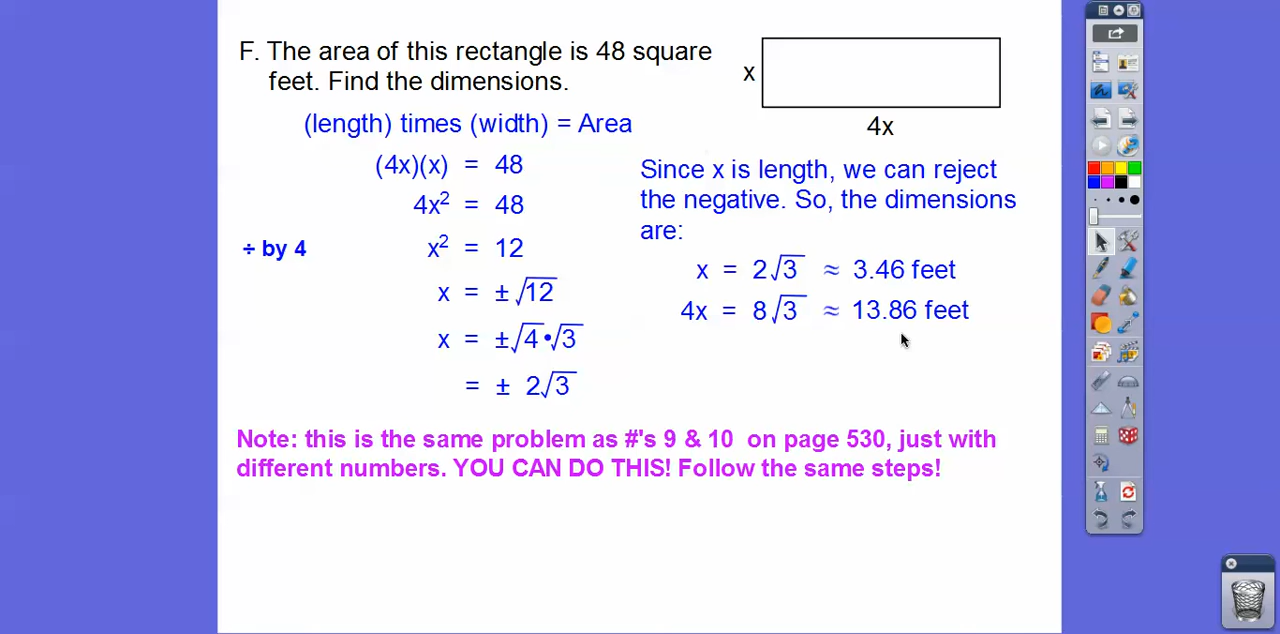 F. The area of this rectangle is 48 square
feet. Find the dimensions.
x
4x
(length) times (width) = Area
(4x)(x) = 48
4x² = 48
÷ by 4 x² = 12
x = ±√12
x = ±√4•√3
= ± 2√3
Since x is length, we can reject
the negative. So, the dimensions
are:
x = 2√3 ≈ 3.46 feet
4x = 8√3 ≈ 13.86 feet
Note: this is the same problem as #'s 9 & 10 on page 530, just with
different numbers. YOU CAN DO THIS! Follow the same steps!